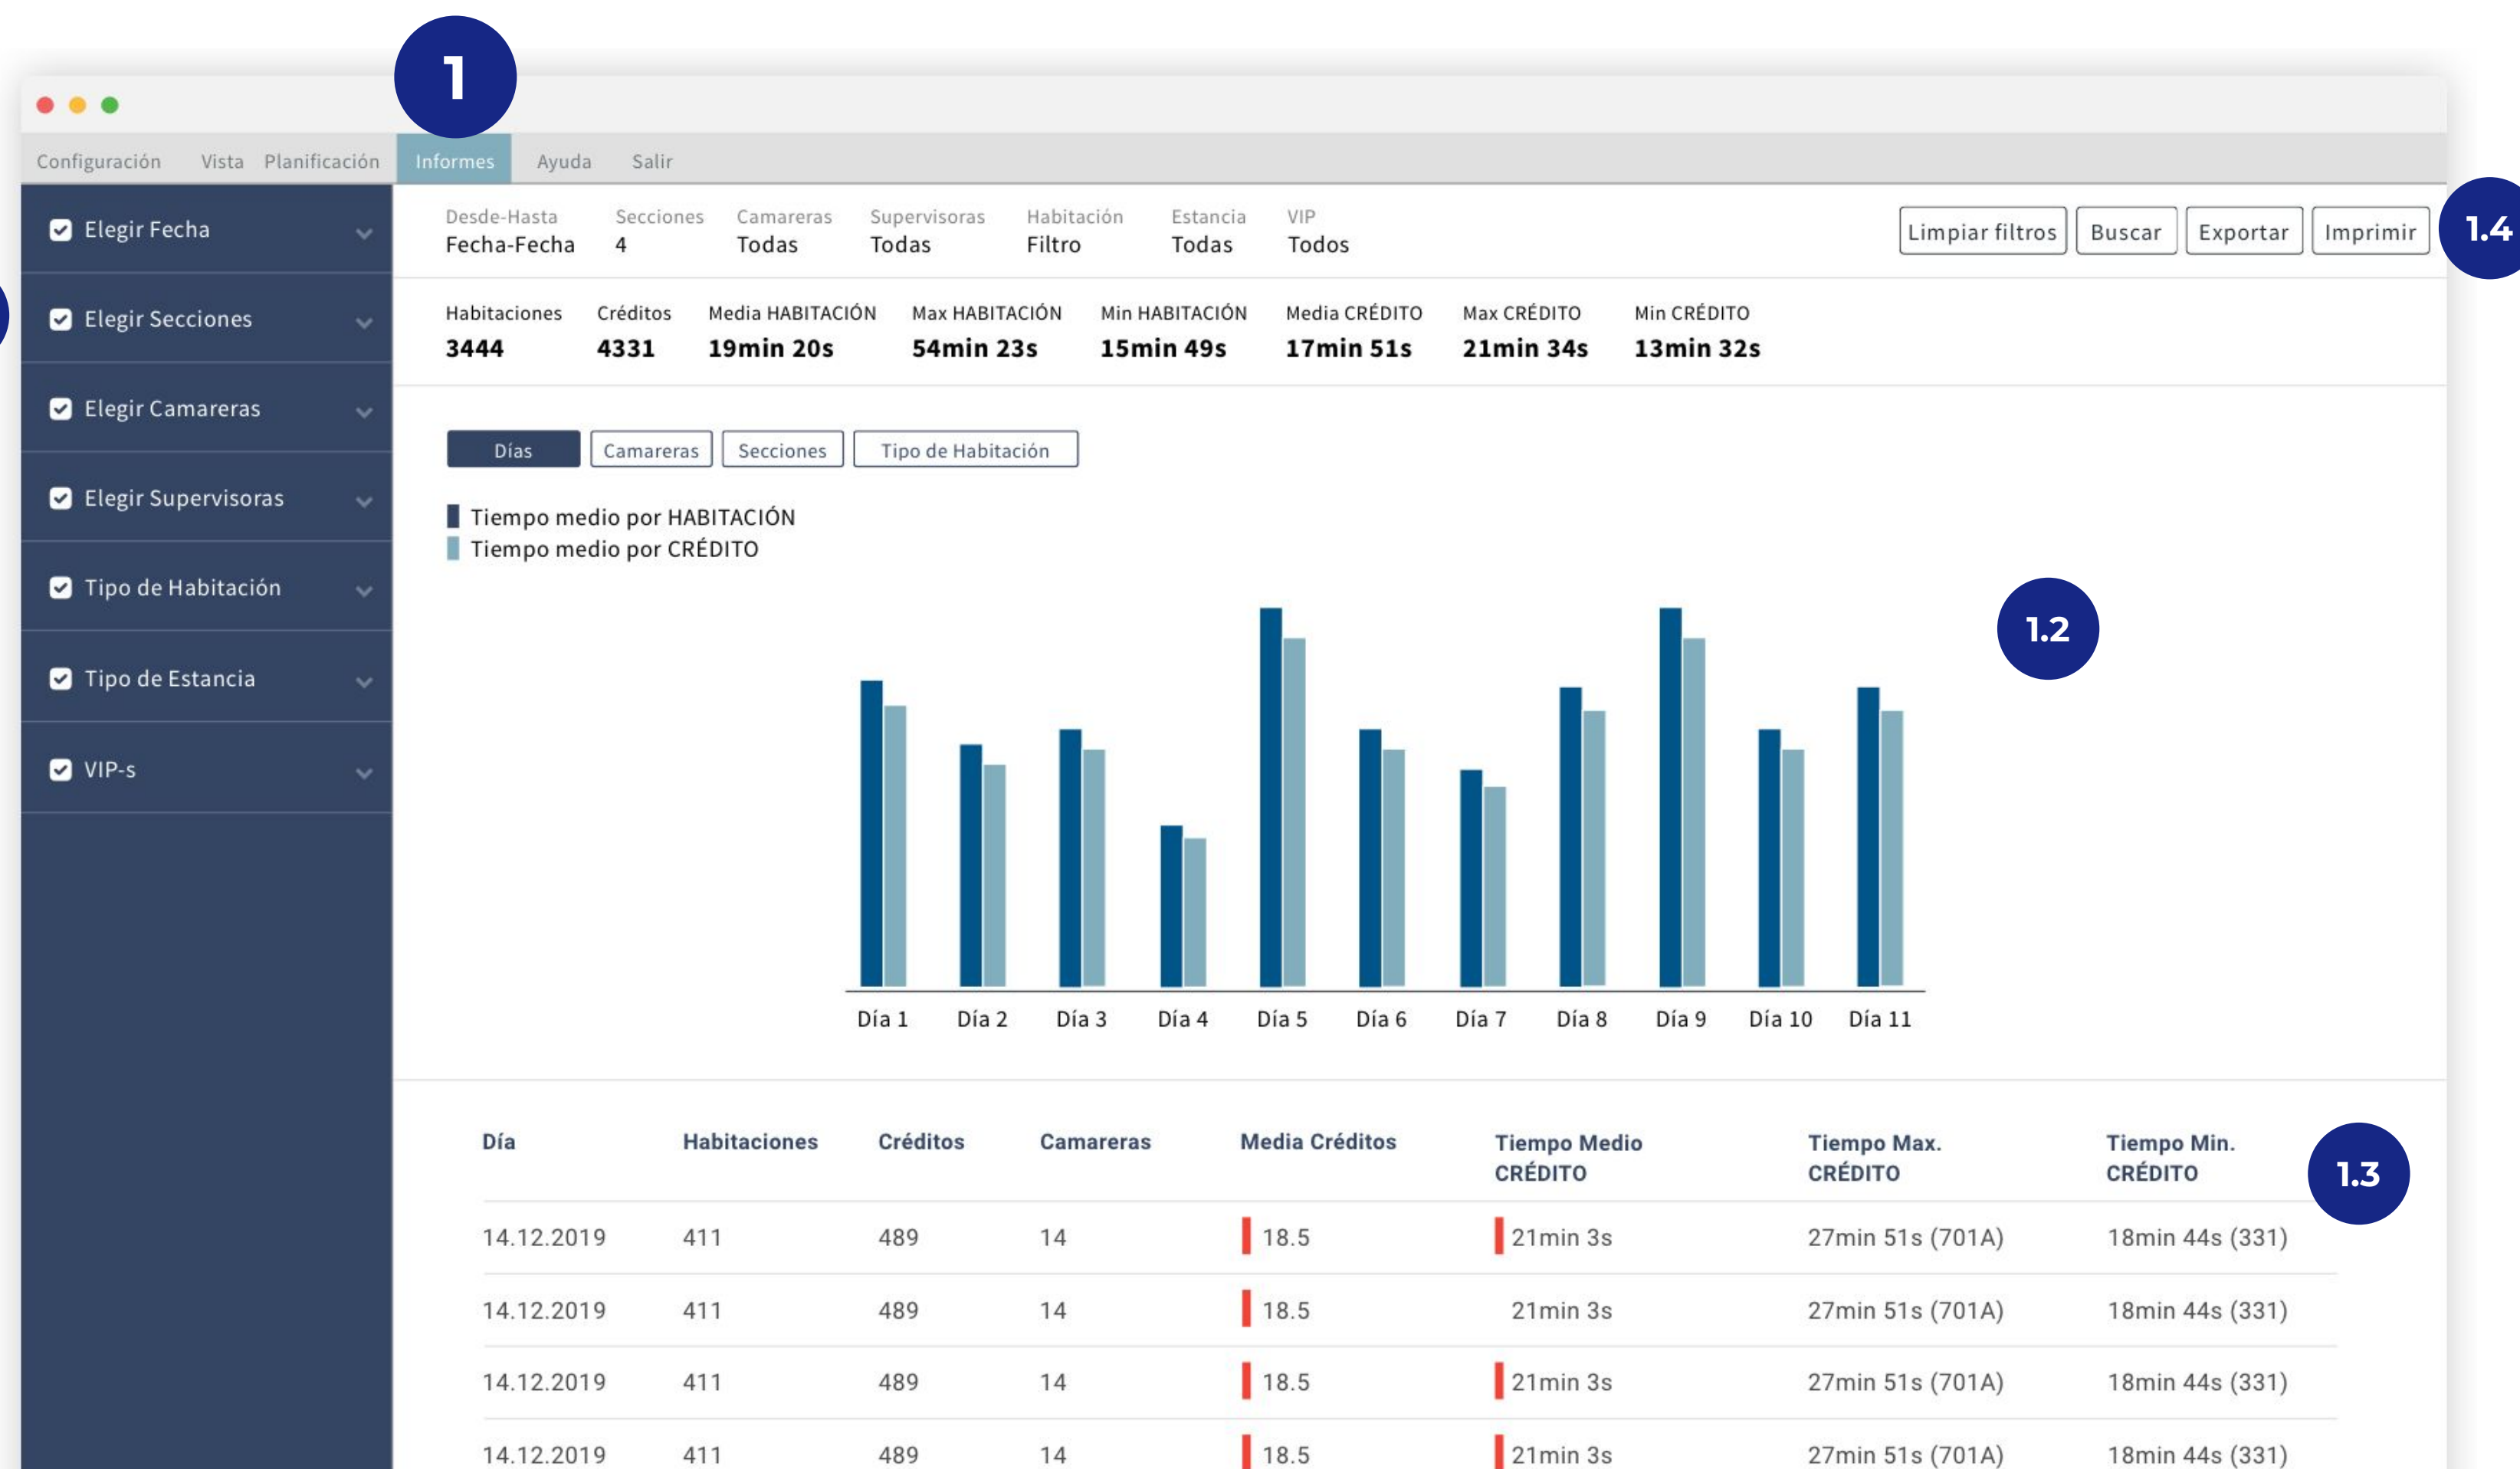 1
Configuración Vista Planificación Informes Ayuda Salir
Elegir Fecha
Elegir Secciones
Elegir Camareras
Elegir Supervisoras
Tipo de Habitación
Tipo de Estancia
VIP-s
Desde-Hasta Secciones Camareras Supervisoras Habitación Estancia VIP
Fecha-Fecha 4 Todas Todas Filtro Todas Todos
Limpiar filtros Buscar Exportar Imprimir
1.4
Habitaciones Créditos Media HABITACIÓN Max HABITACIÓN Min HABITACIÓN Media CRÉDITO Max CRÉDITO Min CRÉDITO
3444 4331 19min 20s 54min 23s 15min 49s 17min 51s 21min 34s 13min 32s
Días Camareras Secciones Tipo de Habitación
Tiempo medio por HABITACIÓN
Tiempo medio por CRÉDITO
1.2
Día 1 Día 2 Día 3 Día 4 Día 5 Día 6 Día 7 Día 8 Día 9 Día 10 Día 11
Día Habitaciones Créditos Camareras Media Créditos Tiempo Medio CRÉDITO Tiempo Max. CRÉDITO Tiempo Min. CRÉDITO
1.3
14.12.2019 411 489 14 18.5 21min 3s 27min 51s (701A) 18min 44s (331)
14.12.2019 411 489 14 18.5 21min 3s 27min 51s (701A) 18min 44s (331)
14.12.2019 411 489 14 18.5 21min 3s 27min 51s (701A) 18min 44s (331)
14.12.2019 411 489 14 18.5 21min 3s 27min 51s (701A) 18min 44s (331)